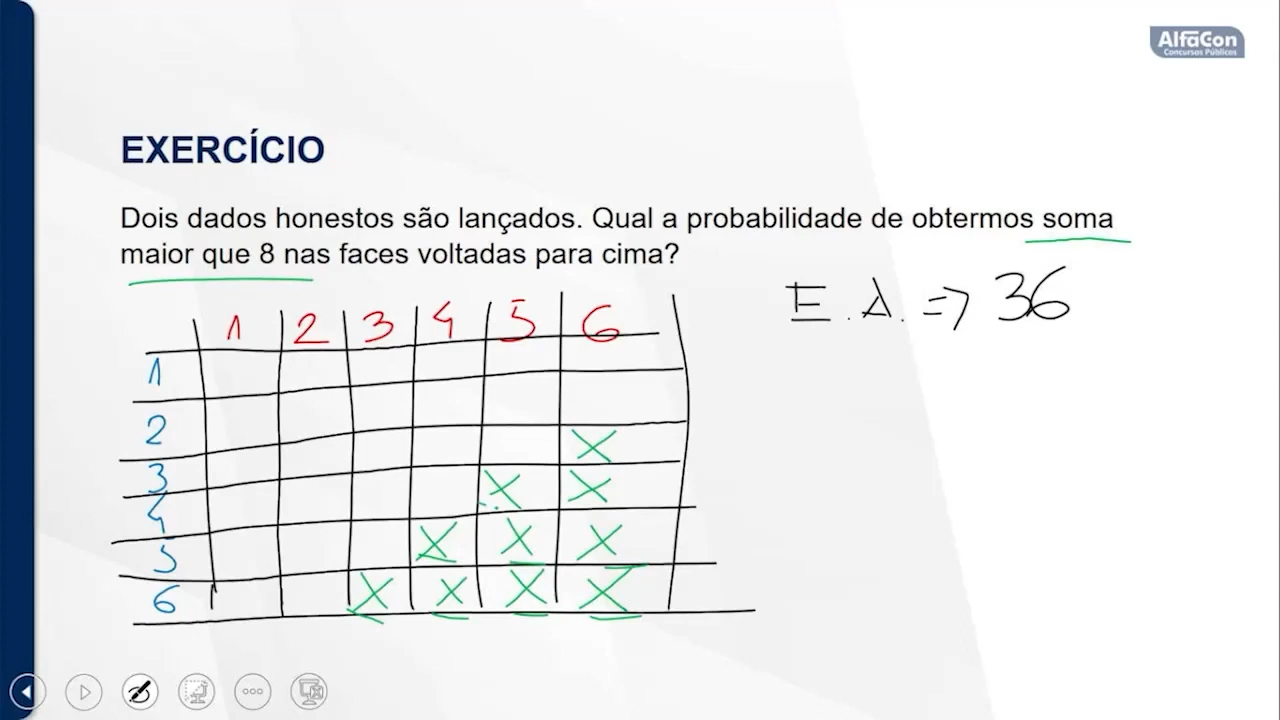 AlfaCon
Concursos Públicos
EXERCÍCIO
Dois dados honestos são lançados. Qual a probabilidade de obtermos soma
maior que 8 nas faces voltadas para cima?
E.A. => 36
1 2 3 4 5 6
1
2 X
3 X X
4
5 X X X
6 X X X X